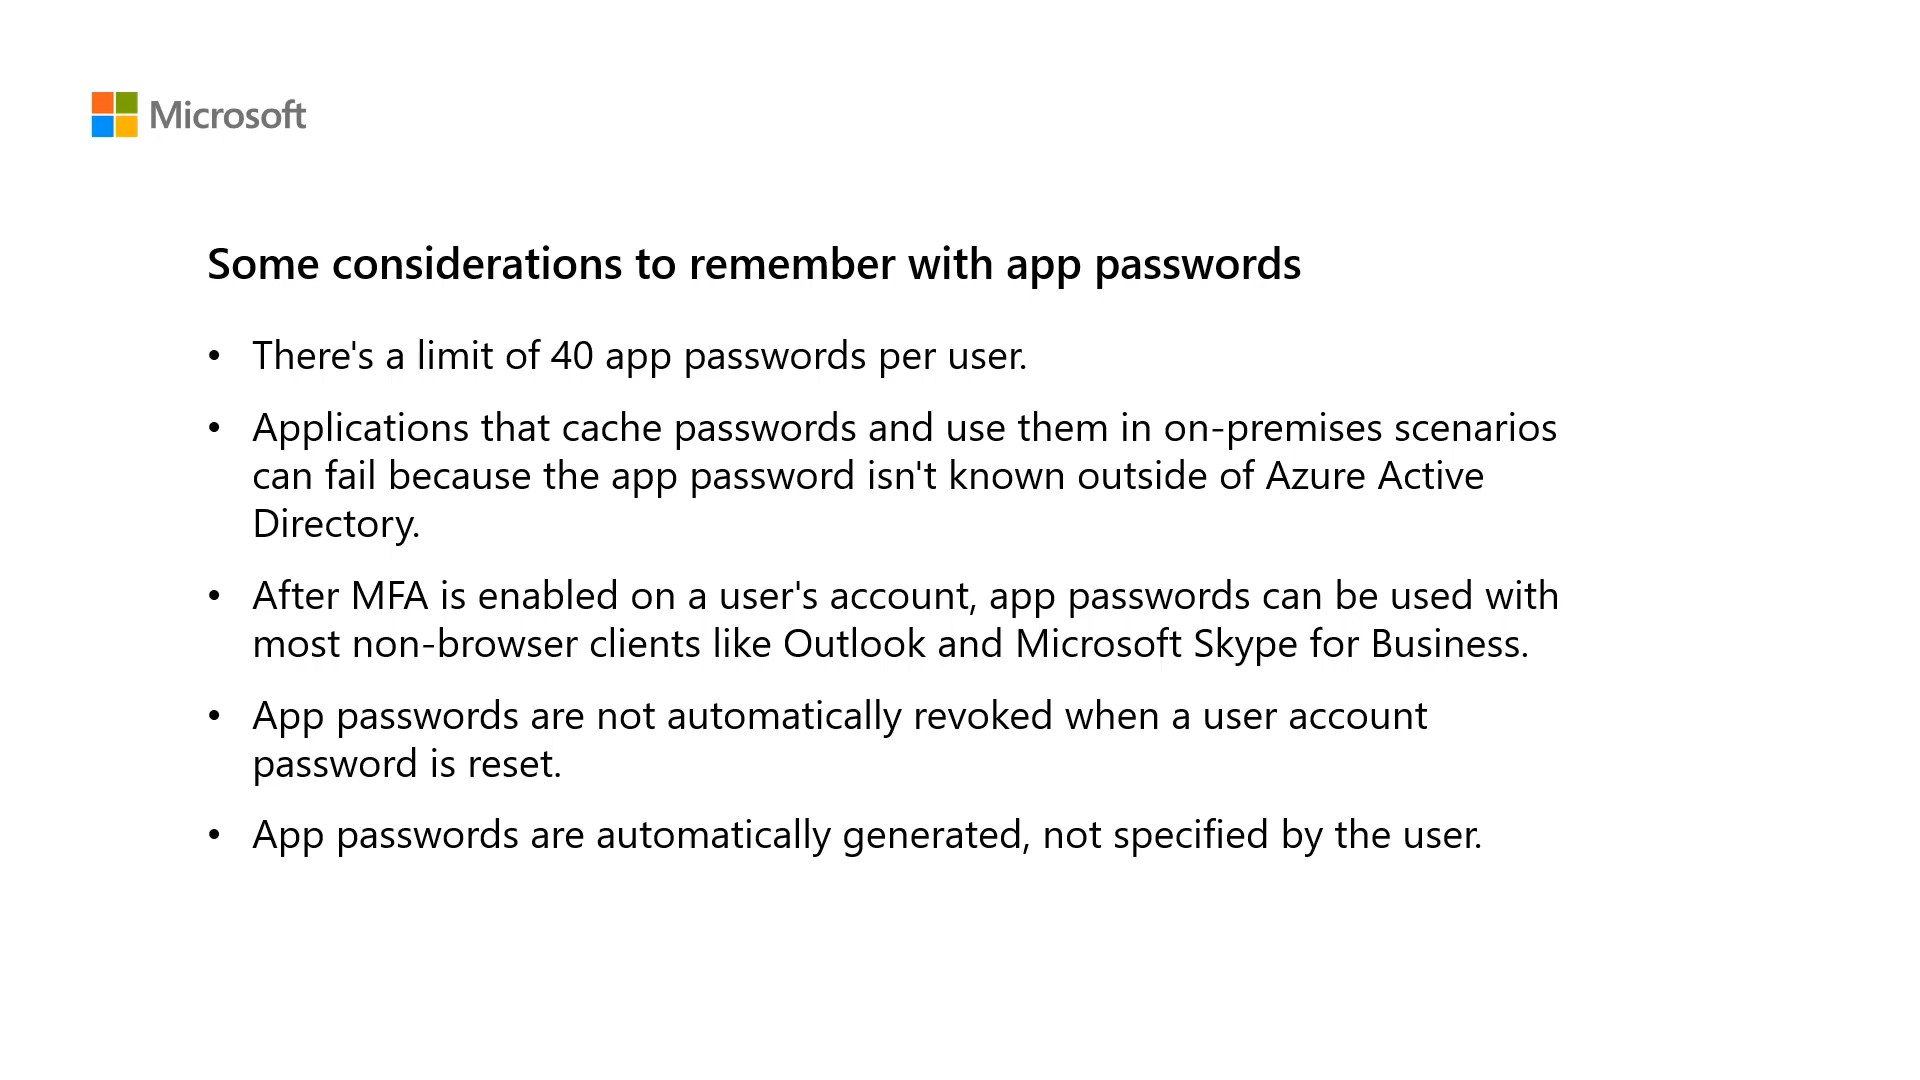 Microsoft
Some considerations to remember with app passwords
• There's a limit of 40 app passwords per user.
• Applications that cache passwords and use them in on-premises scenarios
can fail because the app password isn't known outside of Azure Active
Directory.
• After MFA is enabled on a user's account, app passwords can be used with
most non-browser clients like Outlook and Microsoft Skype for Business.
• App passwords are not automatically revoked when a user account
password is reset.
• App passwords are automatically generated, not specified by the user.